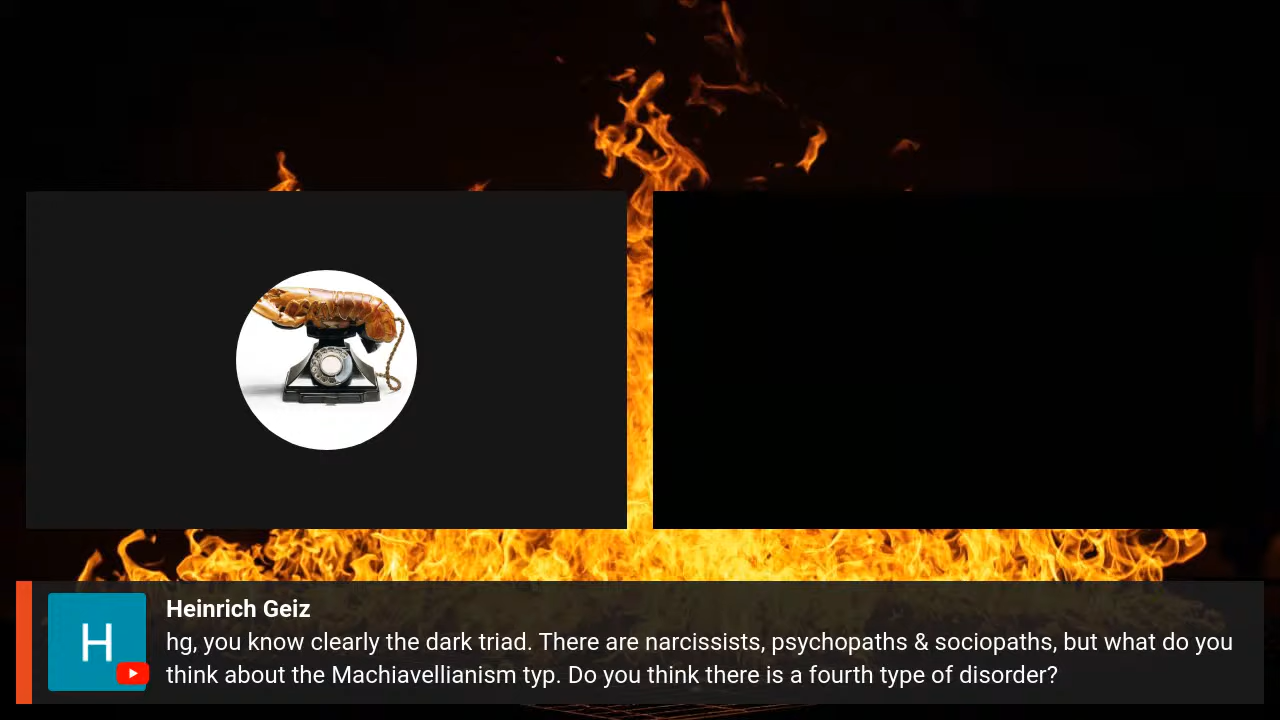 H
Heinrich Geiz
hg, you know clearly the dark triad. There are narcissists, psychopaths & sociopaths, but what do you
think about the Machiavellianism typ. Do you think there is a fourth type of disorder?